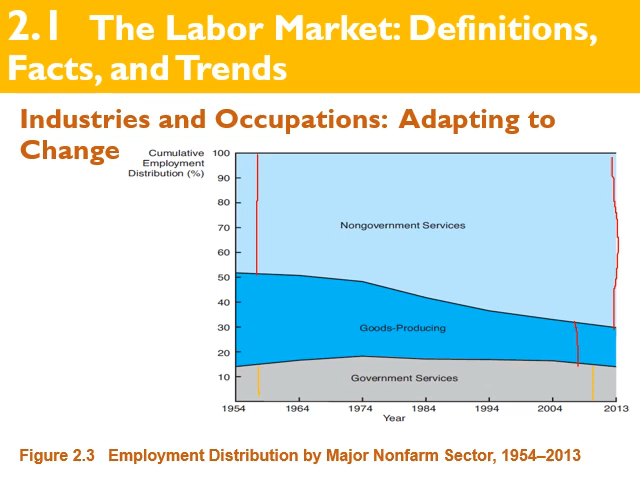 2.1 The Labor Market: Definitions,
Facts, and Trends
Industries and Occupations: Adapting to
Change
Cumulative
Employment
Distribution (%)
100
90
80
70
60
50
40
30
20
10
Nongovernment Services
Goods-Producing
Government Services
1954 1964 1974 1984 1994 2004 2013
Year
Figure 2.3 Employment Distribution by Major Nonfarm Sector, 1954–2013